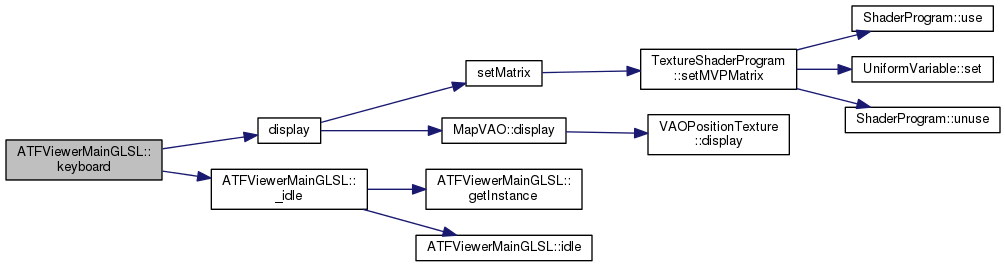 ShaderProgram::use
TextureShaderProgram
::setMVPMatrix
setMatrix
UniformVariable::set
ShaderProgram::unuse
display
MapVAO::display
VAOPositionTexture
::display
ATFViewerMainGLSL::
keyboard
ATFViewerMainGLSL::
_idle
ATFViewerMainGLSL::
getInstance
ATFViewerMainGLSL::idle